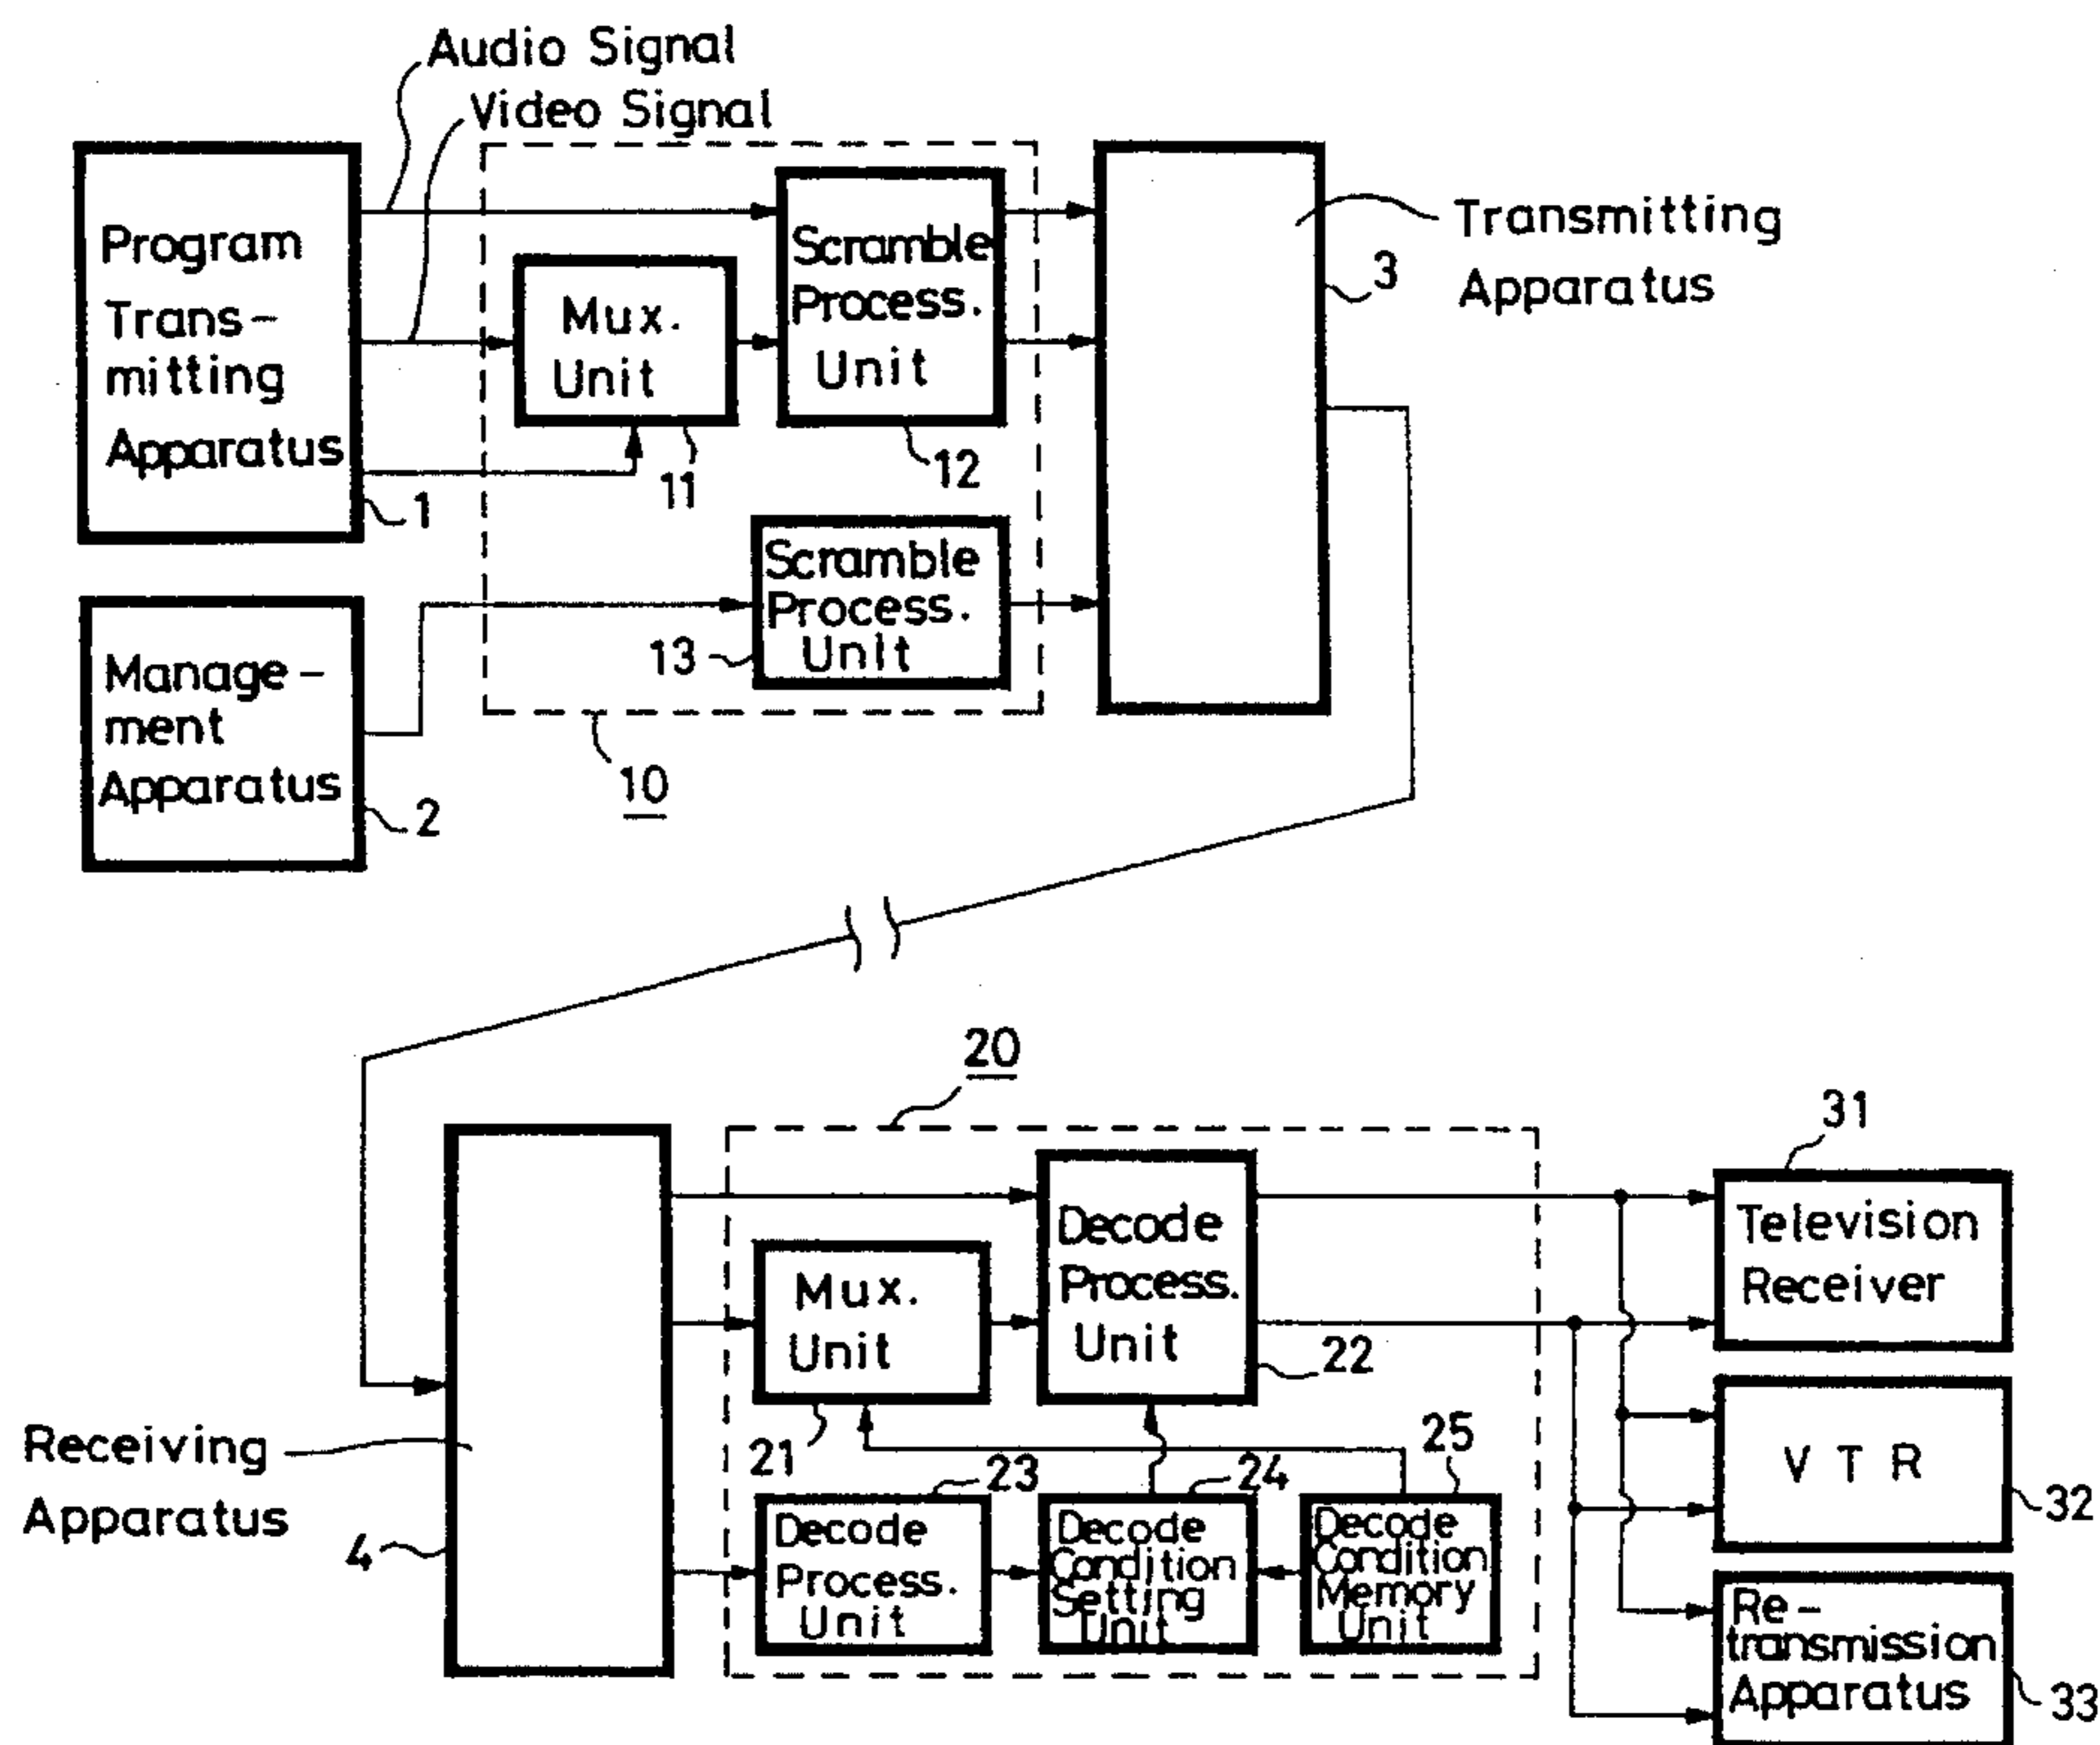 Audio Signal
Video Signal
Program
Trans-
mitting
Apparatus
1
Mux.
Unit
11
Scramble
Process.
Unit
12
Transmitting
Apparatus
3
Scramble
Process.
Unit
13
Manage-
ment
Apparatus
2
10
20
Receiving
Apparatus
4
Mux.
Unit
21
Decode
Process.
Unit
22
Decode
Process.
Unit
23
Decode
Condition
Setting
Unit
24
Decode
Condition
Memory
Unit
25
31
Television
Receiver
VTR
32
Re-
transmission
Apparatus
33